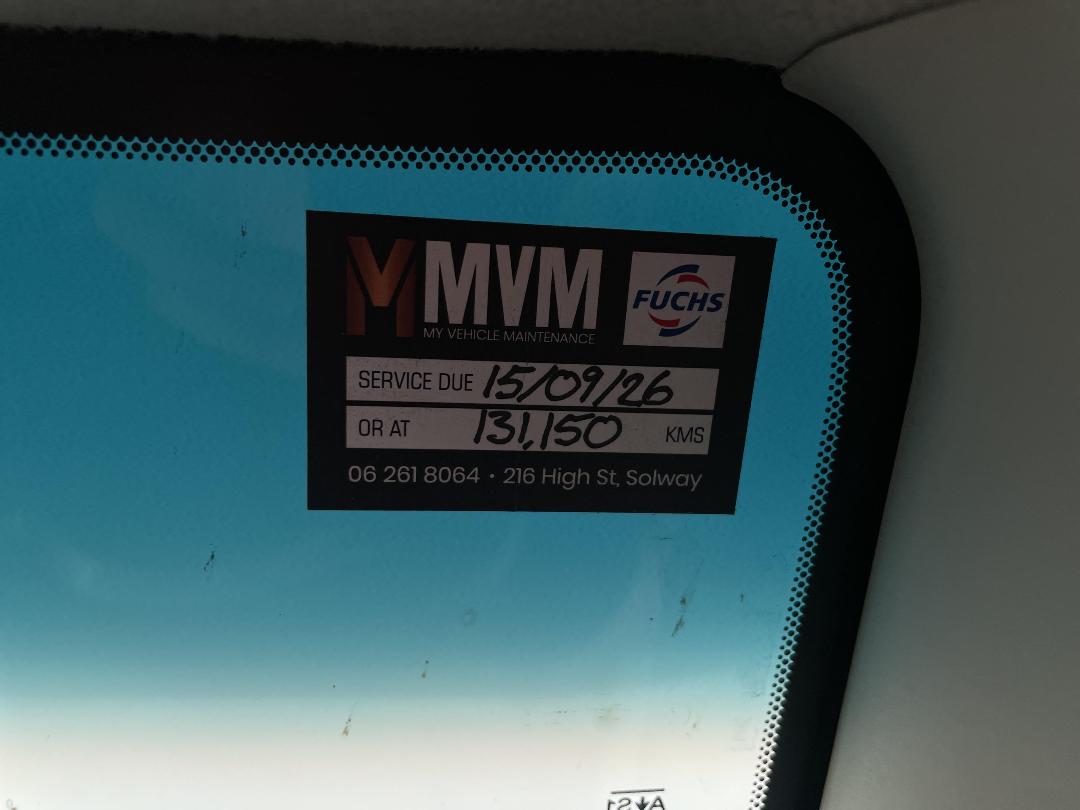 MVM
MY VEHICLE MAINTENANCE
FUCHS
SERVICE DUE 15/09/26
OR AT 131,150 KMS
06 261 8064 • 216 High St, Solway